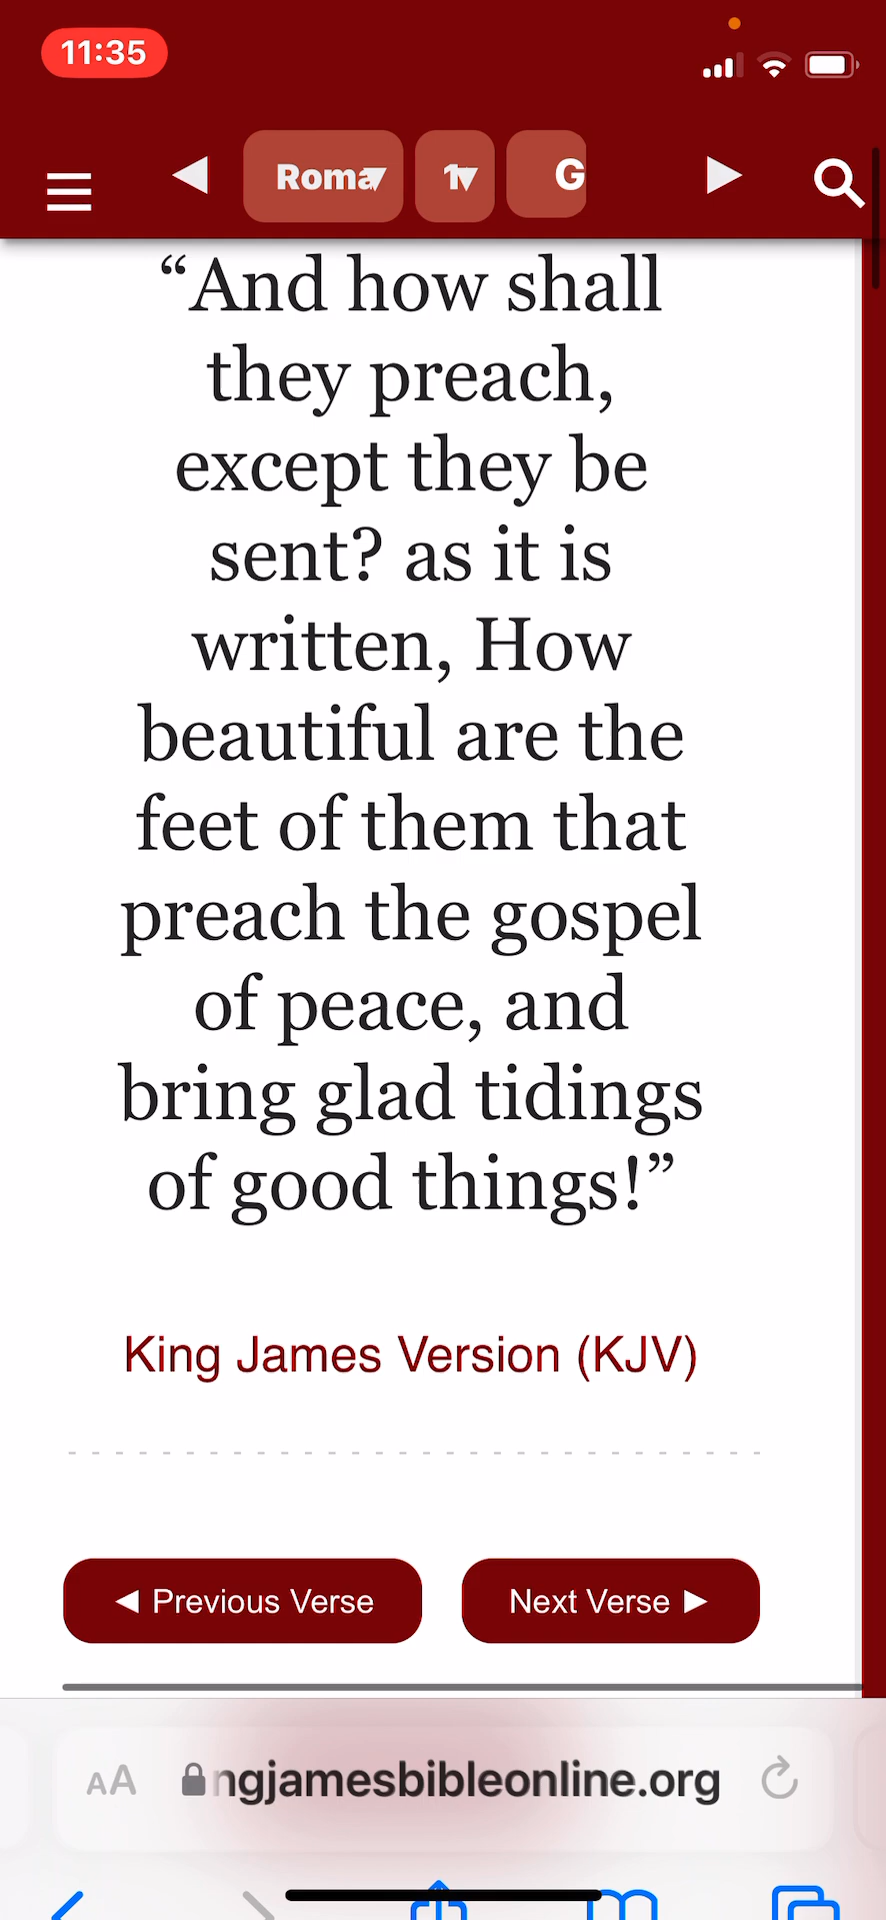 11:35
Roma
1
G
“And how shall
they preach,
except they be
sent? as it is
written, How
beautiful are the
feet of them that
preach the gospel
of peace, and
bring glad tidings
of good things!”
King James Version (KJV)
◀ Previous Verse
Next Verse ▶
AA ngjamesbibleonline.org